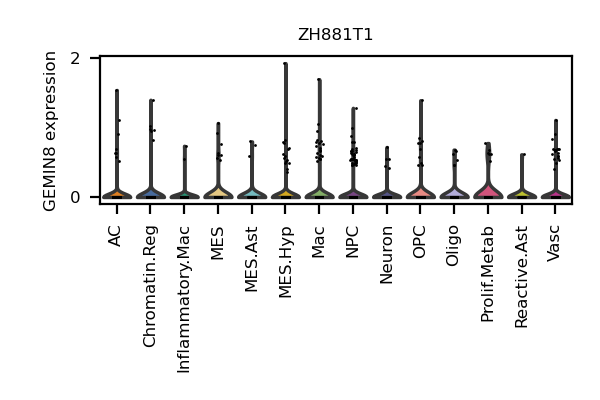 ZH881T1
GEMIN8 expression
2
0
AC
Chromatin.Reg
Inflammatory.Mac
MES
MES.Ast
MES.Hyp
Mac
NPC
Neuron
OPC
Oligo
Prolif.Metab
Reactive.Ast
Vasc